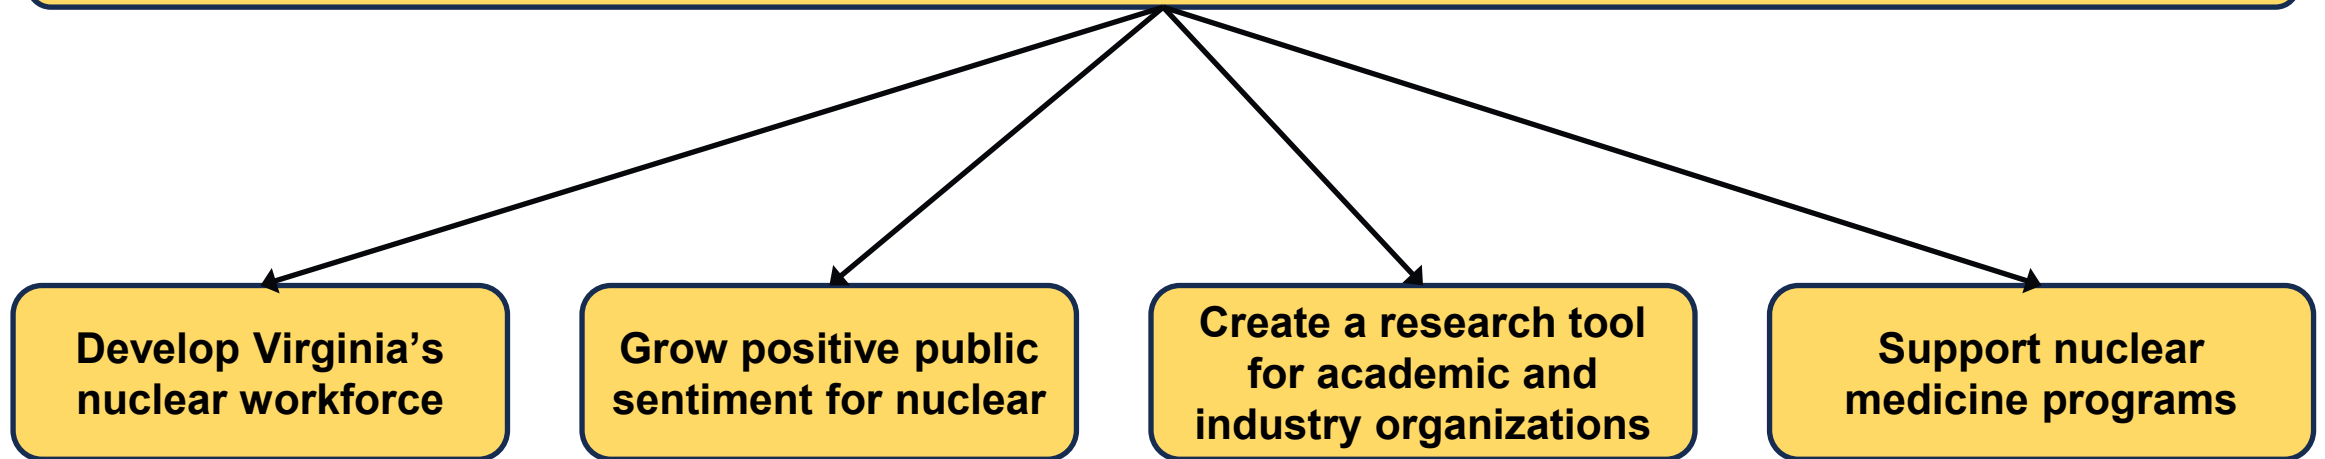 Develop Virginia’s
nuclear workforce
Grow positive public
sentiment for nuclear
Create a research tool
for academic and
industry organizations
Support nuclear
medicine programs